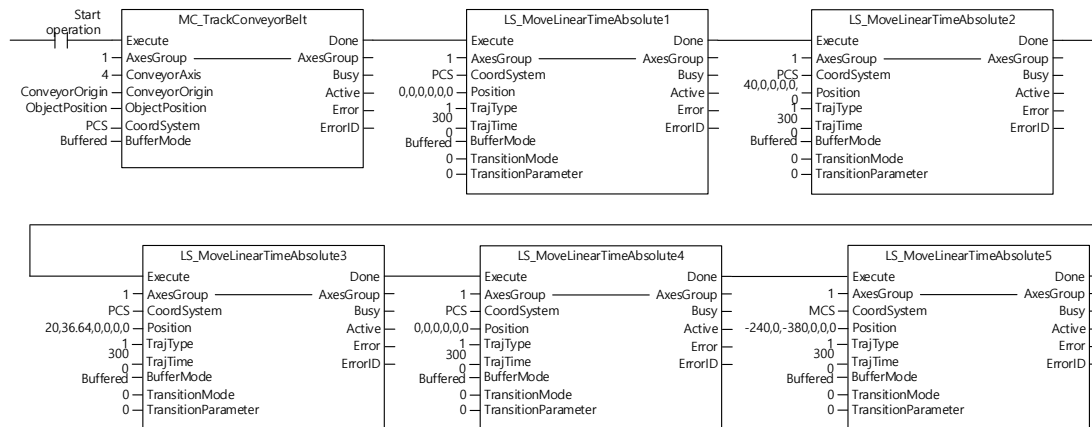 Start
operation
MC_TrackConveyorBelt
Execute Done
1 AxesGroup AxesGroup
4 ConveyorAxis Busy
ConveyorOrigin ConveyorOrigin Active
ObjectPosition ObjectPosition Error
PCS CoordSystem ErrorID
Buffered BufferMode
LS_MoveLinearTimeAbsolute1
Execute Done
1 AxesGroup AxesGroup
PCS CoordSystem Busy
0,0,0,0,0,0 Position Active
1 TrajType Error
300
0 TrajTime ErrorID
Buffered BufferMode
0 TransitionMode
0 TransitionParameter
LS_MoveLinearTimeAbsolute2
Execute Done
1 AxesGroup AxesGroup
PCS CoordSystem Busy
40,0,0,0,0,
0 Position Active
1 TrajType Error
300
0 TrajTime ErrorID
Buffered BufferMode
0 TransitionMode
0 TransitionParameter
LS_MoveLinearTimeAbsolute3
Execute Done
1 AxesGroup AxesGroup
PCS CoordSystem Busy
20,36.64,0,0,0,0 Position Active
1 TrajType Error
300
0 TrajTime ErrorID
Buffered BufferMode
0 TransitionMode
0 TransitionParameter
LS_MoveLinearTimeAbsolute4
Execute Done
1 AxesGroup AxesGroup
PCS CoordSystem Busy
0,0,0,0,0,0 Position Active
1 TrajType Error
300
0 TrajTime ErrorID
Buffered BufferMode
0 TransitionMode
0 TransitionParameter
LS_MoveLinearTimeAbsolute5
Execute Done
1 AxesGroup AxesGroup
MCS CoordSystem Busy
-240,0,-380,0,0,0 Position Active
1 TrajType Error
300
0 TrajTime ErrorID
Buffered BufferMode
0 TransitionMode
0 TransitionParameter